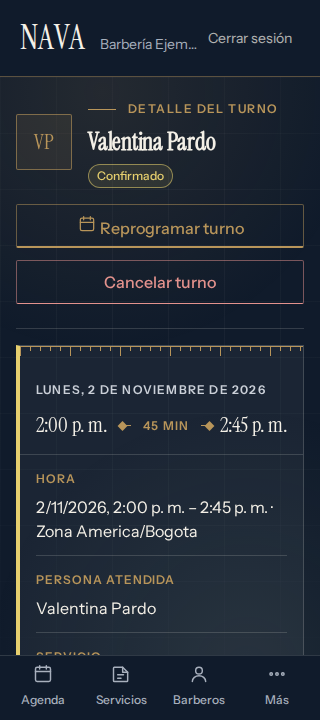 NAVA
Barbería Ejem...
Cerrar sesión
DETALLE DEL TURNO
VP
Valentina Pardo
Confirmado
Reprogramar turno
Cancelar turno
LUNES, 2 DE NOVIEMBRE DE 2026
2:00 p. m. 45 MIN 2:45 p. m.
HORA
2/11/2026, 2:00 p. m. – 2:45 p. m. ·
Zona America/Bogota
PERSONA ATENDIDA
Valentina Pardo
SERVICIO
Agenda
Servicios
Barberos
Más